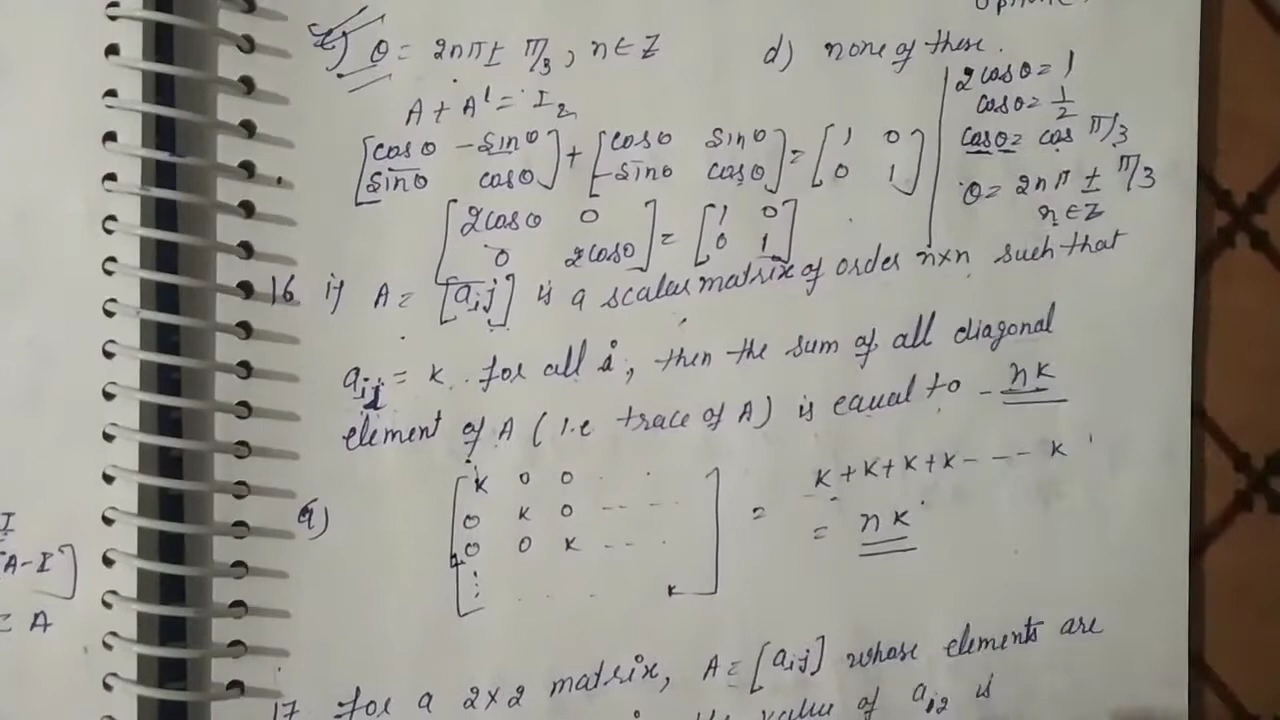 c) θ = 2nπ ± π/3, n ∈ Z d) none of these.
A + A' = I₂
[cosθ -sinθ] + [cosθ sinθ] = [1 0]
[sinθ cosθ] [-sinθ cosθ] [0 1]
[2cosθ 0] = [1 0]
[0 2cosθ] [0 1]
2cosθ = 1
cosθ = 1/2
cosθ = cos π/3
θ = 2nπ ± π/3
n ∈ Z
16 if A = [aij] is a scalar matrix of order n×n such that
aii = k. for all i, then the sum of all diagonal
element of A (i.e trace of A) is equal to - nk
a) [k 0 0 . . = k + k + k + k - - - k
0 k 0 - - - -
0 0 k - - . = nk
⋮ . . . . k]
I
A-I]
= A
17 for a 2×2 matrix, A = [aij] whose elements are
value of ai2 is